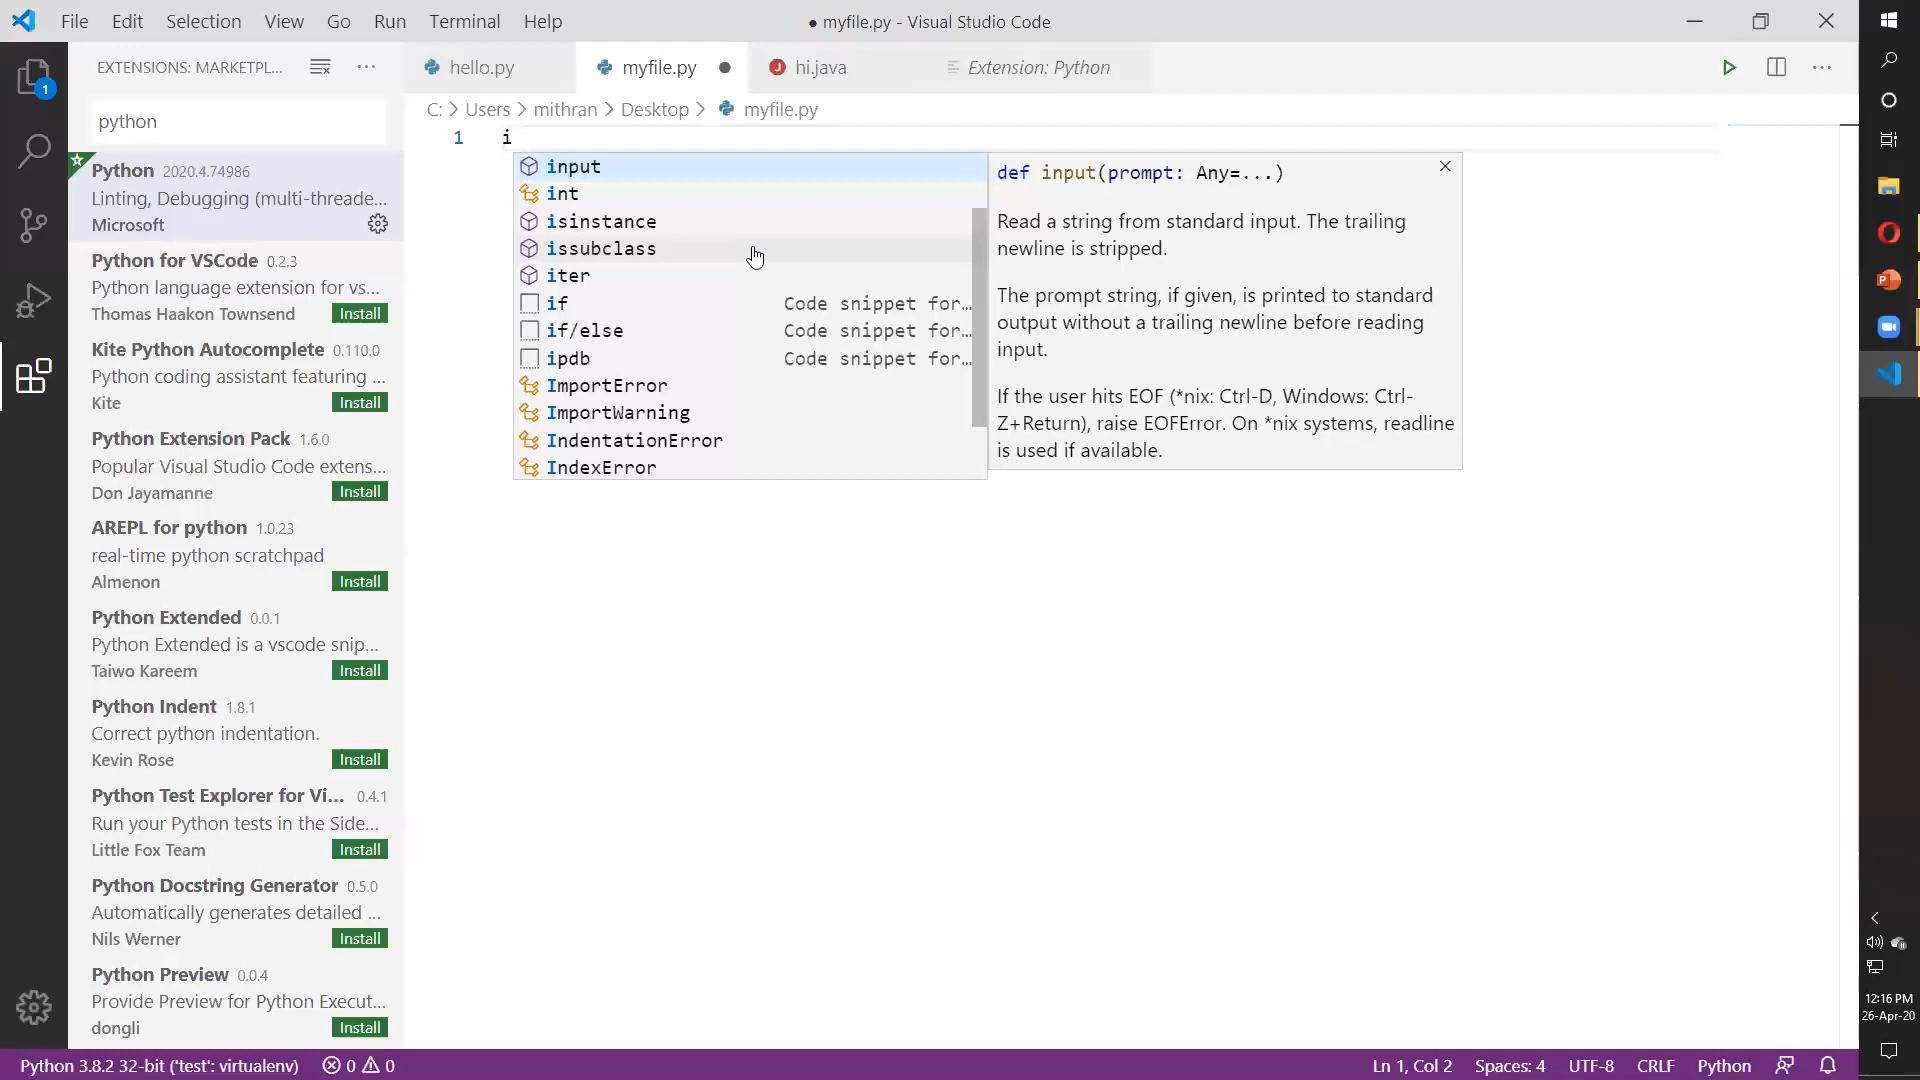 File Edit Selection View Go Run Terminal Help
● myfile.py - Visual Studio Code
EXTENSIONS: MARKETPL...
hello.py
myfile.py
hi.java
Extension: Python
python
C: > Users > mithran > Desktop > myfile.py
1 i
Python 2020.4.74986
Linting, Debugging (multi-threade...
Microsoft
Python for VSCode 0.2.3
Python language extension for vs...
Thomas Haakon Townsend Install
Kite Python Autocomplete 0.110.0
Python coding assistant featuring ...
Kite Install
Python Extension Pack 1.6.0
Popular Visual Studio Code extens...
Don Jayamanne Install
AREPL for python 1.0.23
real-time python scratchpad
Almenon Install
Python Extended 0.0.1
Python Extended is a vscode snip...
Taiwo Kareem Install
Python Indent 1.8.1
Correct python indentation.
Kevin Rose Install
Python Test Explorer for Vi... 0.4.1
Run your Python tests in the Side...
Little Fox Team Install
Python Docstring Generator 0.5.0
Automatically generates detailed ...
Nils Werner Install
Python Preview 0.0.4
Provide Preview for Python Execut...
dongli Install
input
int
isinstance
issubclass
iter
if Code snippet for...
if/else Code snippet for...
ipdb Code snippet for...
ImportError
ImportWarning
IndentationError
IndexError
def input(prompt: Any=...)
Read a string from standard input. The trailing
newline is stripped.
The prompt string, if given, is printed to standard
output without a trailing newline before reading
input.
If the user hits EOF (*nix: Ctrl-D, Windows: Ctrl-
Z+Return), raise EOFError. On *nix systems, readline
is used if available.
1
12:16 PM
26-Apr-20
Python 3.8.2 32-bit ('test': virtualenv) 0 0
Ln 1, Col 2 Spaces: 4 UTF-8 CRLF Python